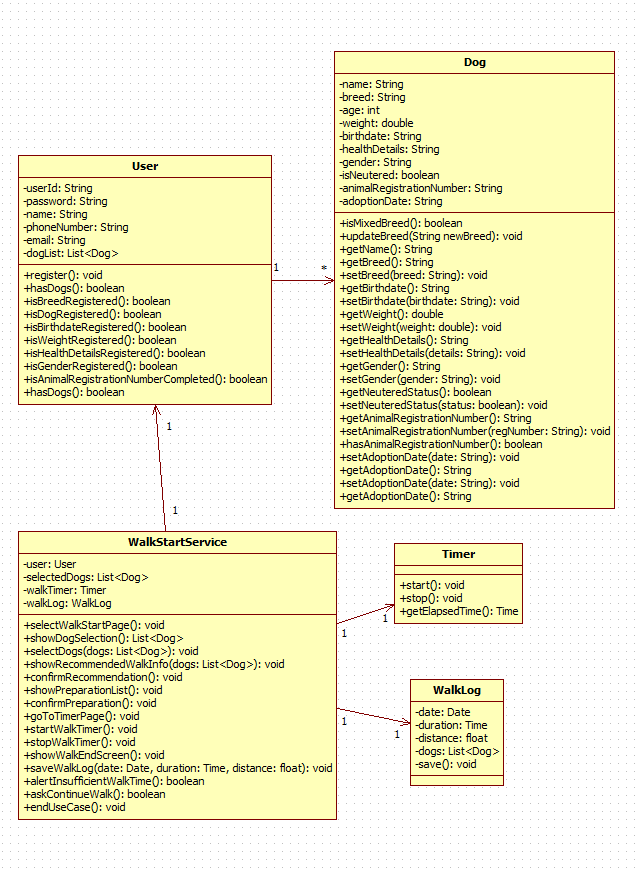 Dog
-name: String
-breed: String
-age: int
-weight: double
-birthdate: String
-healthDetails: String
-gender: String
-isNeutered: boolean
-animalRegistrationNumber: String
-adoptionDate: String
+isMixedBreed(): boolean
+updateBreed(String newBreed): void
+getName(): String
+getBreed(): String
+setBreed(breed: String): void
+getBirthdate(): String
+setBirthdate(birthdate: String): void
+getWeight(): double
+setWeight(weight: double): void
+getHealthDetails(): String
+setHealthDetails(details: String): void
+getGender(): String
+setGender(gender: String): void
+getNeuteredStatus(): boolean
+setNeuteredStatus(status: boolean): void
+getAnimalRegistrationNumber(): String
+setAnimalRegistrationNumber(regNumber: String): void
+hasAnimalRegistrationNumber(): boolean
+setAdoptionDate(date: String): void
+getAdoptionDate(): String
+setAdoptionDate(date: String): void
+getAdoptionDate(): String
User
-userId: String
-password: String
-name: String
-phoneNumber: String
-email: String
-dogList: List<Dog>
+register(): void
+hasDogs(): boolean
+isBreedRegistered(): boolean
+isDogRegistered(): boolean
+isBirthdateRegistered(): boolean
+isWeightRegistered(): boolean
+isHealthDetailsRegistered(): boolean
+isGenderRegistered(): boolean
+isAnimalRegistrationNumberCompleted(): boolean
+hasDogs(): boolean
1
*
1
1
WalkStartService
-user: User
-selectedDogs: List<Dog>
-walkTimer: Timer
-walkLog: WalkLog
+selectWalkStartPage(): void
+showDogSelection(): List<Dog>
+selectDogs(dogs: List<Dog>): void
+showRecommendedWalkInfo(dogs: List<Dog>): void
+confirmRecommendation(): void
+showPreparationList(): void
+confirmPreparation(): void
+goToTimerPage(): void
+startWalkTimer(): void
+stopWalkTimer(): void
+showWalkEndScreen(): void
+saveWalkLog(date: Date, duration: Time, distance: float): void
+alertInsufficientWalkTime(): boolean
+askContinueWalk(): boolean
+endUseCase(): void
1
1
Timer
+start(): void
+stop(): void
+getElapsedTime(): Time
1
1
WalkLog
-date: Date
-duration: Time
-distance: float
-dogs: List<Dog>
-save(): void